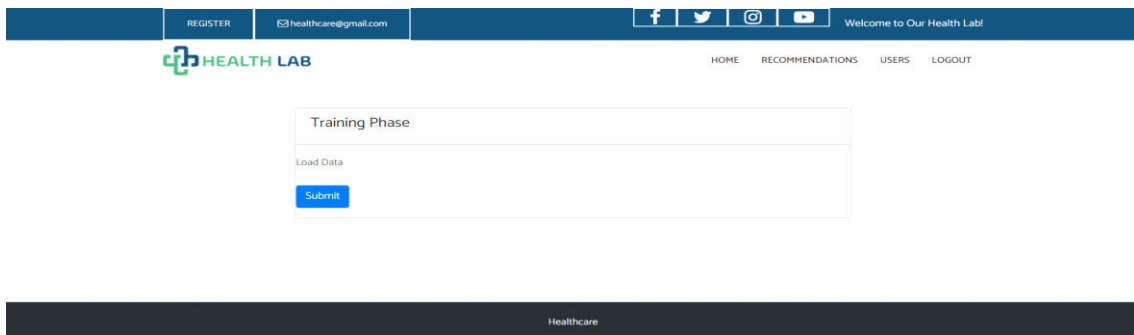 REGISTER healthcare@gmail.com Welcome to Our Health Lab!
HEALTH LAB HOME RECOMMENDATIONS USERS LOGOUT
Training Phase
Load Data
Submit
Healthcare